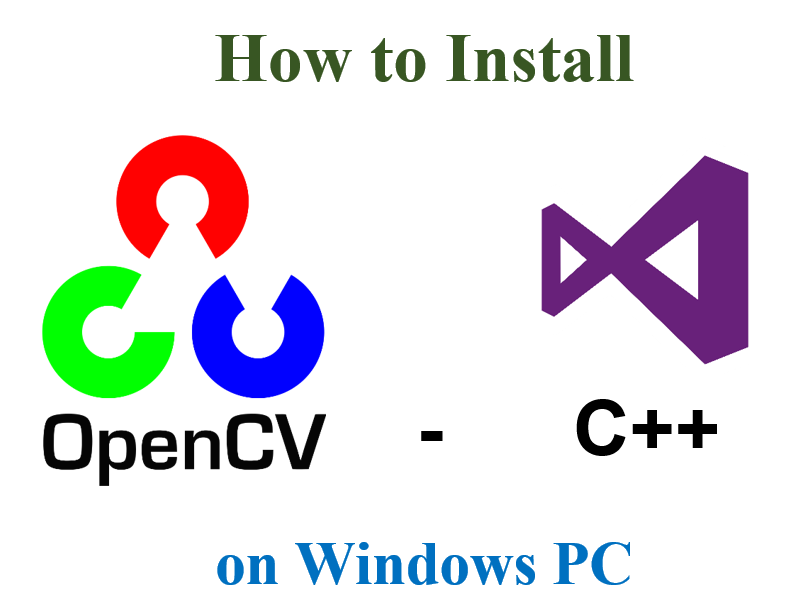 How to Install
OpenCV - C++
on Windows PC